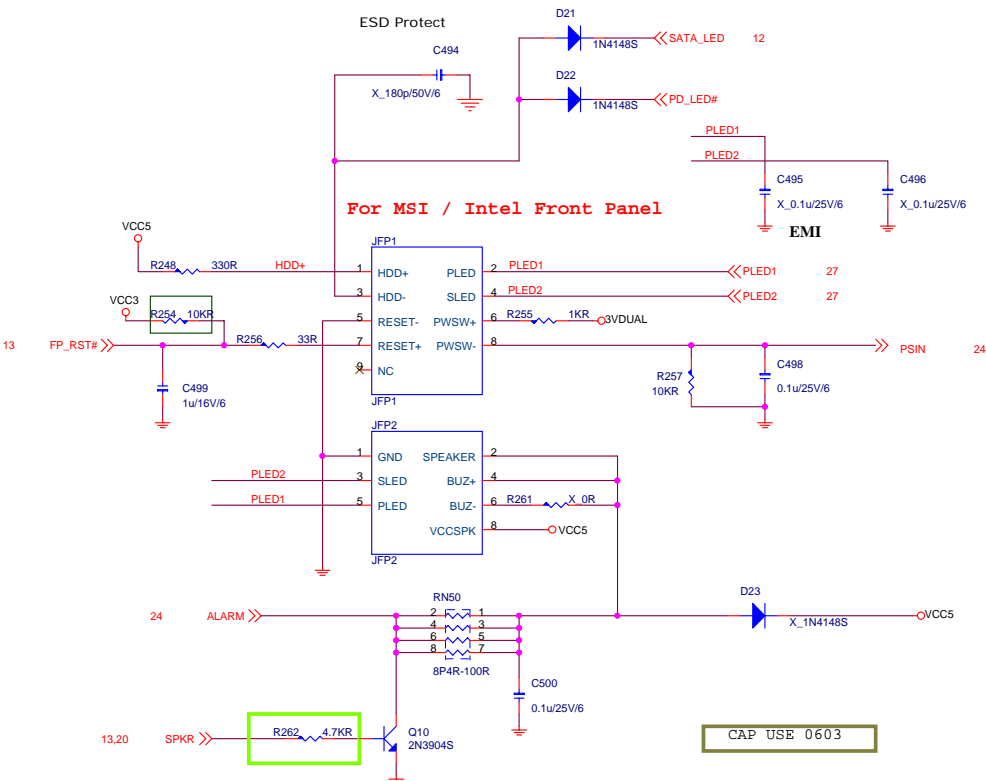 ESD Protect
D21
1N4148S
SATA_LED 12
C494
X_180p/50V/6
D22
1N4148S
PD_LED#
PLED1
PLED2
C495
X_0.1u/25V/6
C496
X_0.1u/25V/6
EMI
For MSI / Intel Front Panel
VCC5
R248 330R HDD+
JFP1
1 HDD+ PLED 2 PLED1
PLED1 27
3 HDD- SLED 4 PLED2
PLED2 27
VCC3
R254 10KR
5 RESET- PWSW+ 6 R255 1KR 3VDUAL
13 FP_RST# R256 33R
7 RESET+ PWSW- 8
PSIN 24
9 NC
JFP1
C499
1u/16V/6
R257
10KR
C498
0.1u/25V/6
JFP2
1 GND SPEAKER 2
PLED2 3 SLED BUZ+ 4
PLED1 5 PLED BUZ- 6 R261 X_0R
VCCSPK 8 VCC5
JFP2
24 ALARM
RN50
2 1
4 3
6 5
8 7
8P4R-100R
D23
X_1N4148S
VCC5
C500
0.1u/25V/6
13,20 SPKR R262 4.7KR
Q10
2N3904S
CAP USE 0603